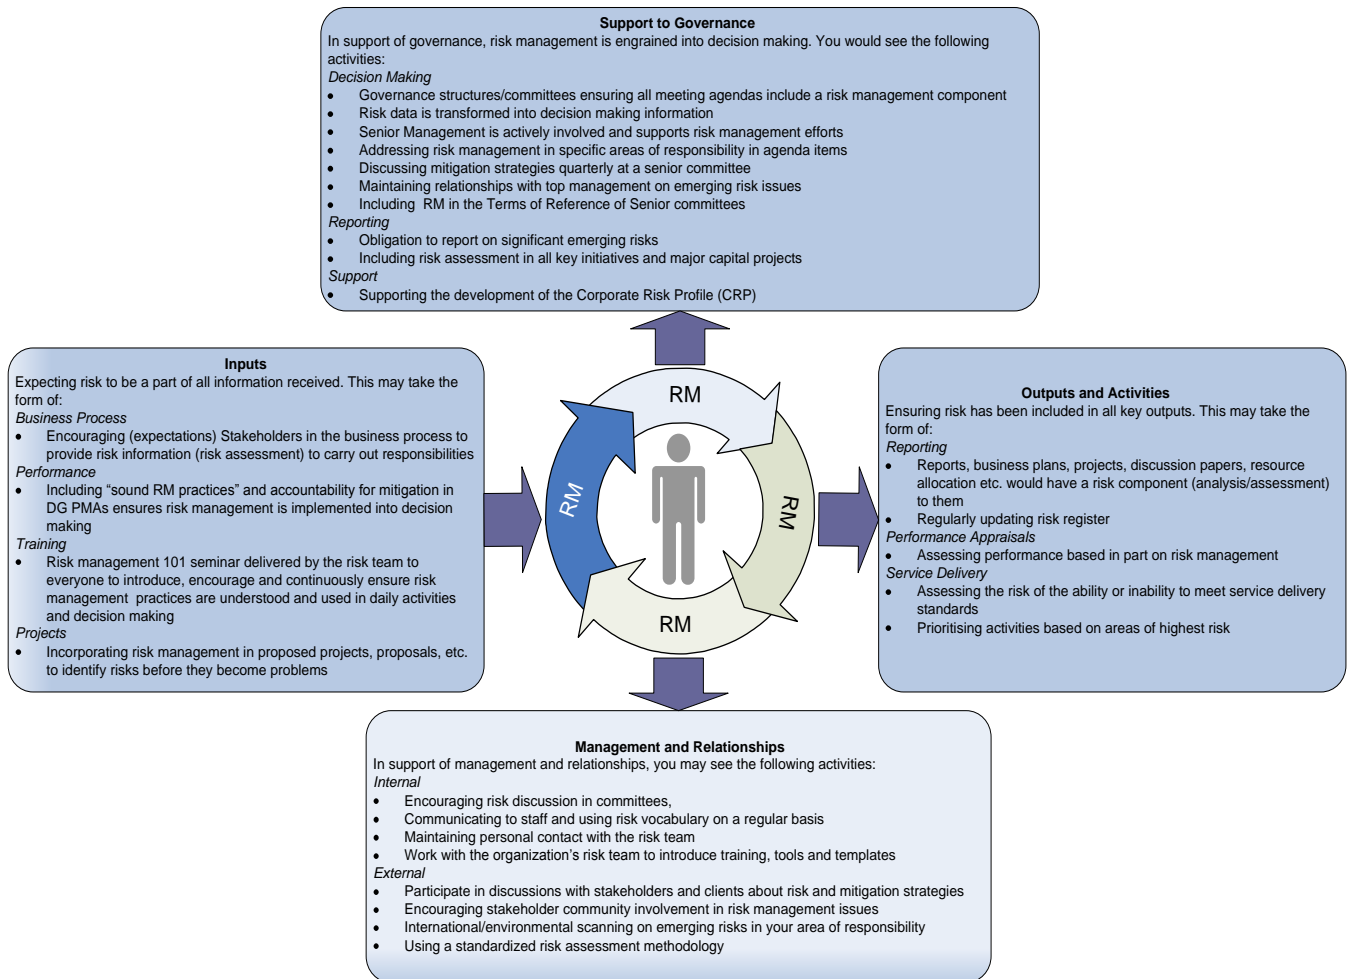 Support to Governance
In support of governance, risk management is engrained into decision making. You would see the following
activities:
Decision Making
• Governance structures/committees ensuring all meeting agendas include a risk management component
• Risk data is transformed into decision making information
• Senior Management is actively involved and supports risk management efforts
• Addressing risk management in specific areas of responsibility in agenda items
• Discussing mitigation strategies quarterly at a senior committee
• Maintaining relationships with top management on emerging risk issues
• Including RM in the Terms of Reference of Senior committees
Reporting
• Obligation to report on significant emerging risks
• Including risk assessment in all key initiatives and major capital projects
Support
• Supporting the development of the Corporate Risk Profile (CRP)
Inputs
Expecting risk to be a part of all information received. This may take the
form of:
Business Process
• Encouraging (expectations) Stakeholders in the business process to
provide risk information (risk assessment) to carry out responsibilities
Performance
• Including “sound RM practices” and accountability for mitigation in
DG PMAs ensures risk management is implemented into decision
making
Training
• Risk management 101 seminar delivered by the risk team to
everyone to introduce, encourage and continuously ensure risk
management practices are understood and used in daily activities
and decision making
Projects
• Incorporating risk management in proposed projects, proposals, etc.
to identify risks before they become problems
RM
RM
RM
RM
Outputs and Activities
Ensuring risk has been included in all key outputs. This may take the
form of:
Reporting
• Reports, business plans, projects, discussion papers, resource
allocation etc. would have a risk component (analysis/assessment)
to them
• Regularly updating risk register
Performance Appraisals
• Assessing performance based in part on risk management
Service Delivery
• Assessing the risk of the ability or inability to meet service delivery
standards
• Prioritising activities based on areas of highest risk
Management and Relationships
In support of management and relationships, you may see the following activities:
Internal
• Encouraging risk discussion in committees,
• Communicating to staff and using risk vocabulary on a regular basis
• Maintaining personal contact with the risk team
• Work with the organization’s risk team to introduce training, tools and templates
External
• Participate in discussions with stakeholders and clients about risk and mitigation strategies
• Encouraging stakeholder community involvement in risk management issues
• International/environmental scanning on emerging risks in your area of responsibility
• Using a standardized risk assessment methodology